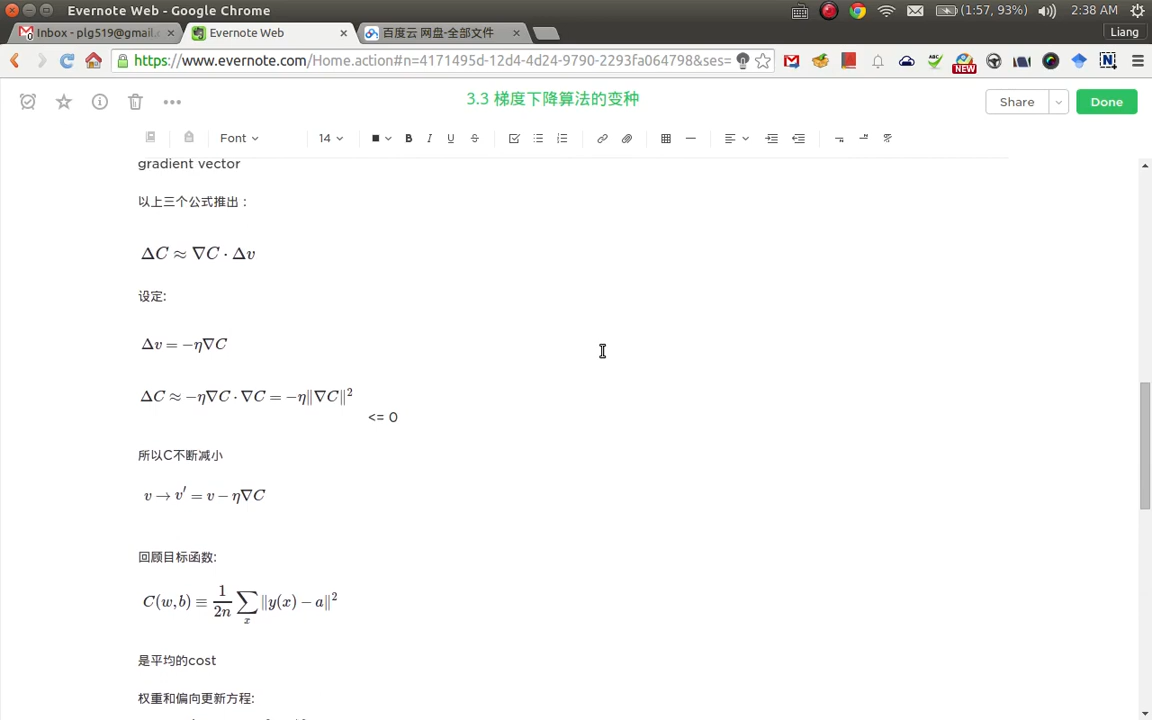 Evernote Web - Google Chrome
(1:57, 93%)
2:38 AM
Inbox - plg519@gmail.
Evernote Web
百度云 网盘-全部文件
Liang
https://www.evernote.com/Home.action#n=4171495d-12d4-4d24-9790-2293fa064798&ses=
NEW
3.3 梯度下降算法的变种
Share
Done
Font
14
B I U S
gradient vector
以上三个公式推出：
ΔC ≈ ∇C · Δv
设定:
Δv = −η∇C
ΔC ≈ −η∇C · ∇C = −η‖∇C‖²
<= 0
所以C不断减小
v → v′ = v − η∇C
回顾目标函数:
C(w, b) ≡ 1/2n ∑x ‖y(x) − a‖²
是平均的cost
权重和偏向更新方程: